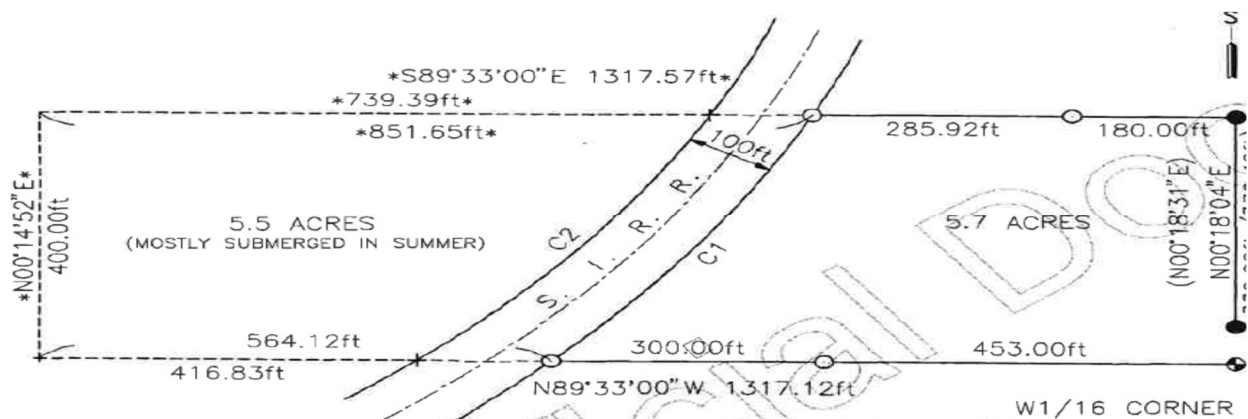 S
*S89°33'00"E 1317.57ft*
*739.39ft*
*851.65ft*
285.92ft
180.00ft
100ft
*N00°14'52"E*
400.00ft
5.5 ACRES
(MOSTLY SUBMERGED IN SUMMER)
C2
S. I. R. R.
C1
5.7 ACRES
(N00°18'31"E)
N00°18'04"E
564.12ft
416.83ft
300.00ft
453.00ft
N89°33'00"W 1317.12ft
W1/16 CORNER